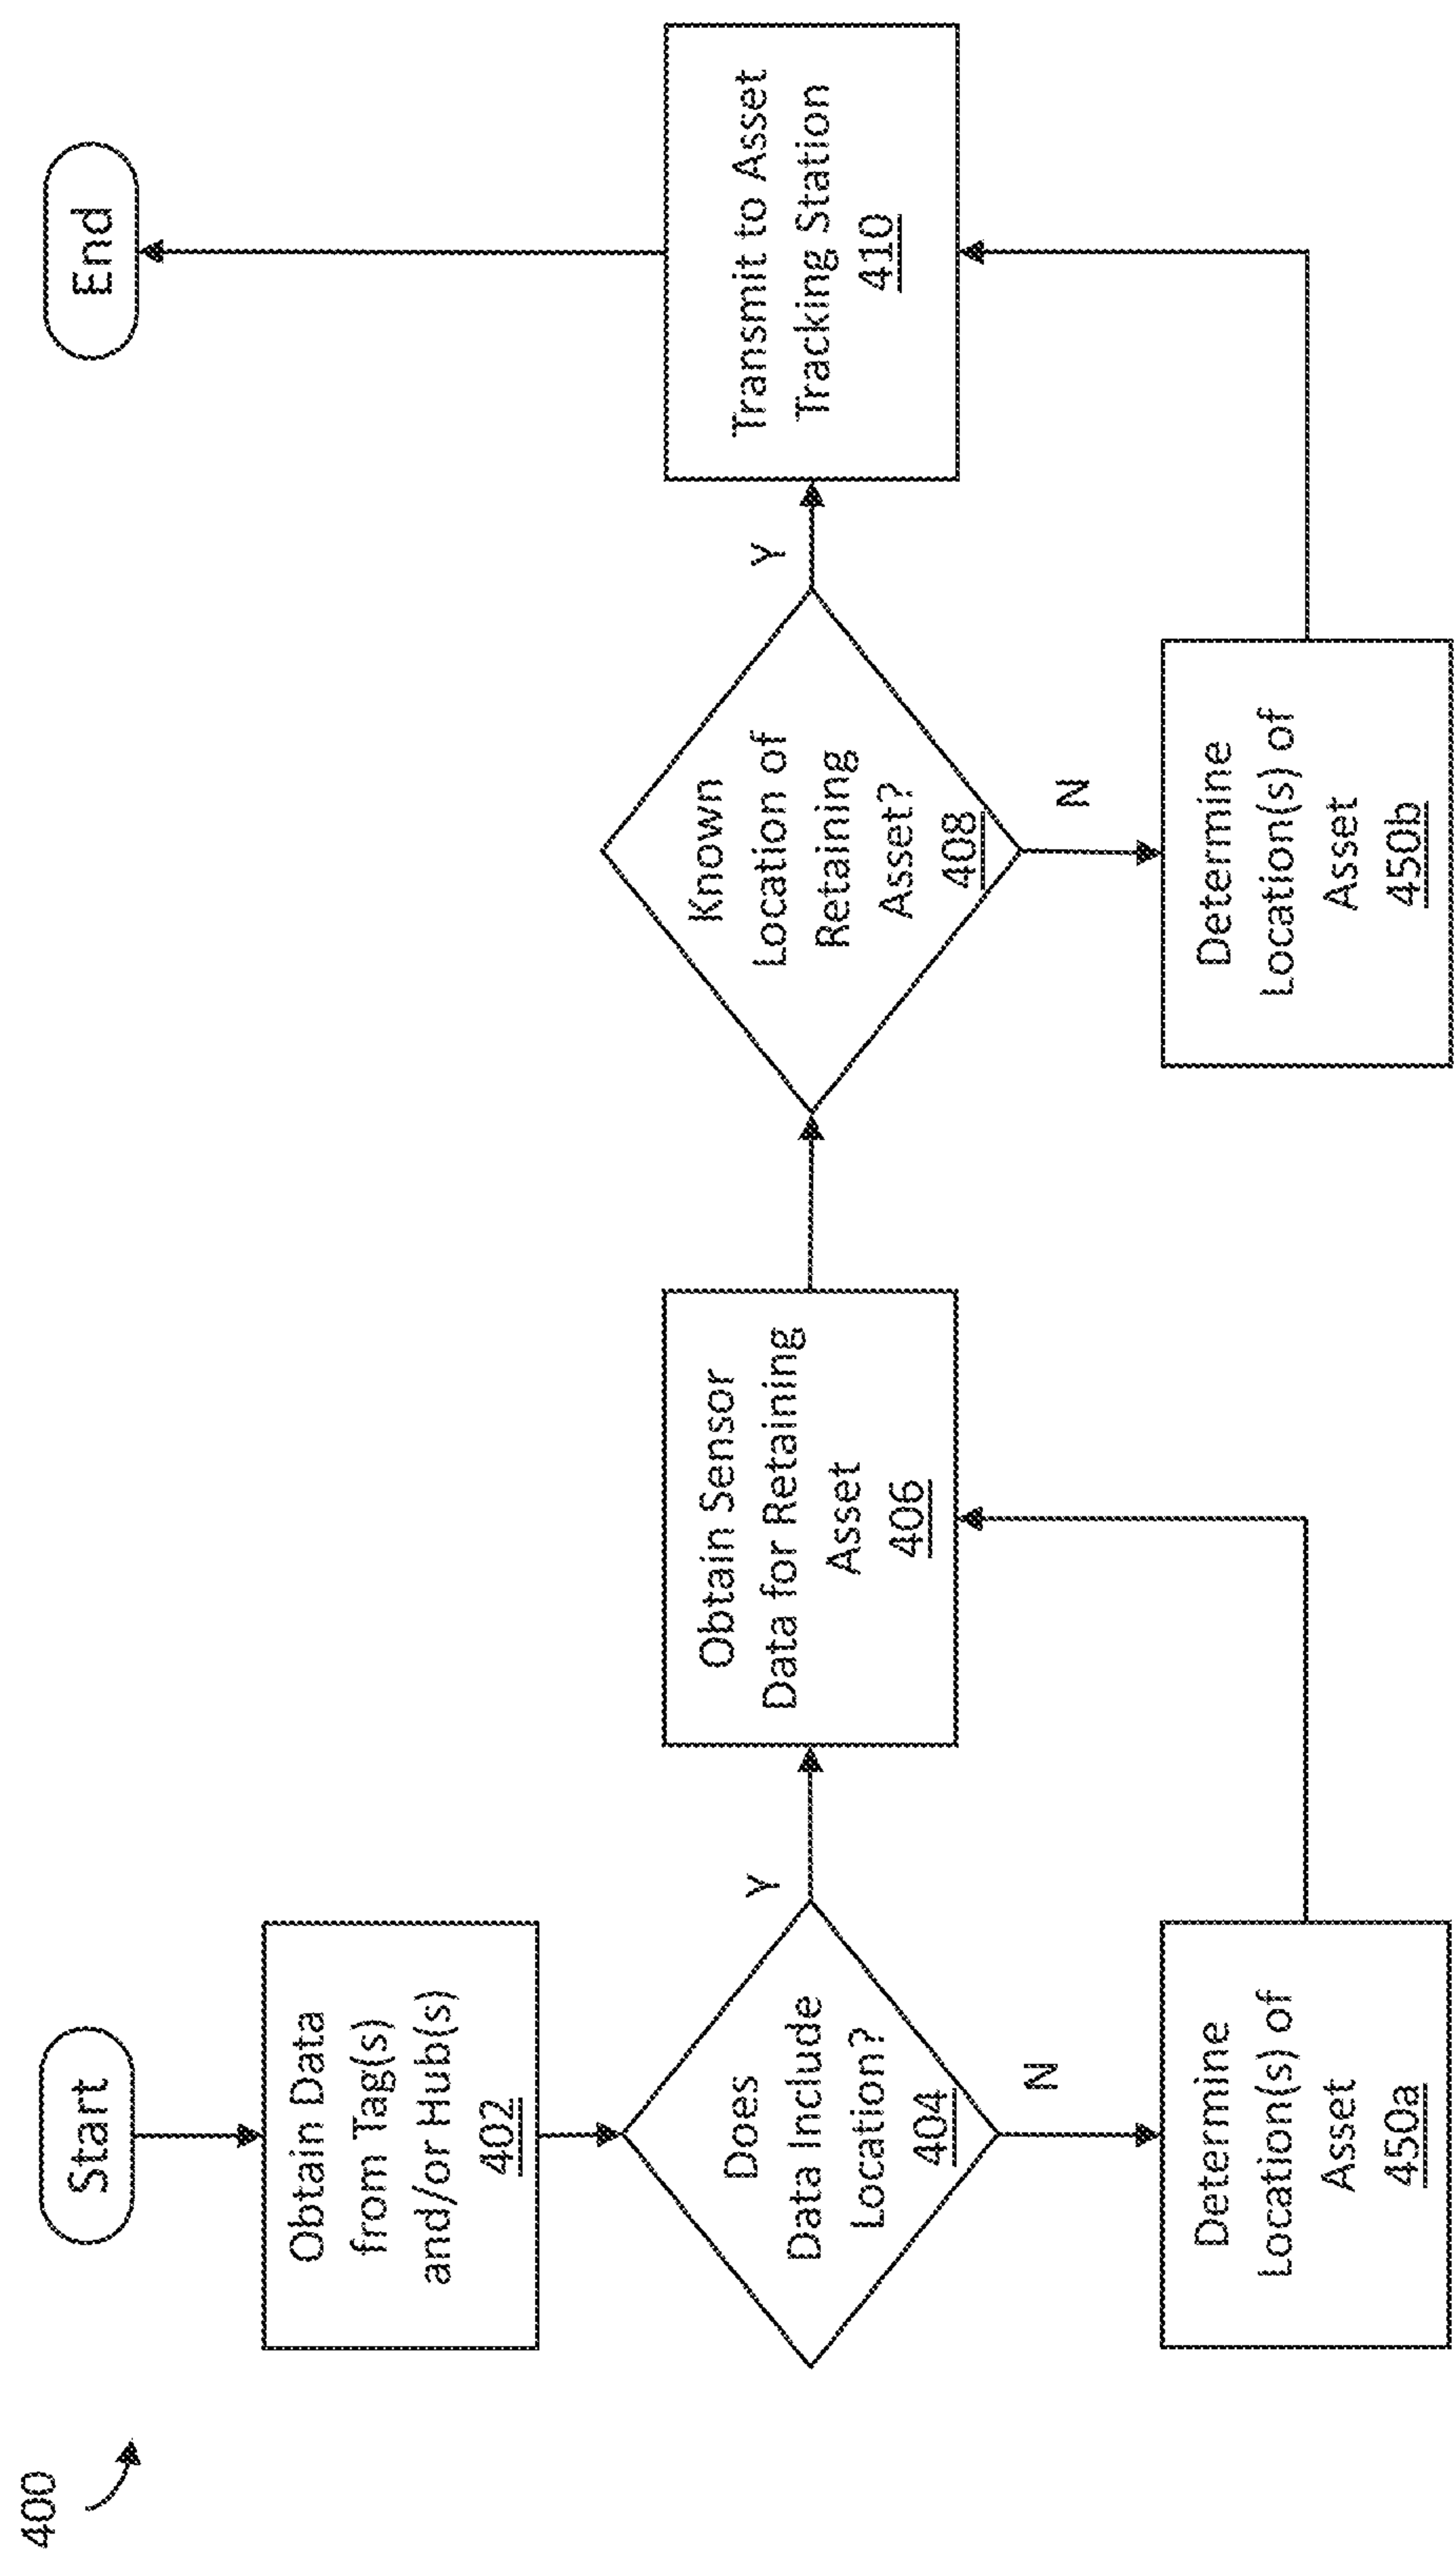 400
Start
Obtain Data
from Tag(s)
and/or Hub(s)
402
Does
Data Include
Location?
404
Y
N
Determine
Location(s) of
Asset
450a
Obtain Sensor
Data for Retaining
Asset
406
Known
Location of
Retaining
Asset?
408
Y
N
Determine
Location(s) of
Asset
450b
Transmit to Asset
Tracking Station
410
End